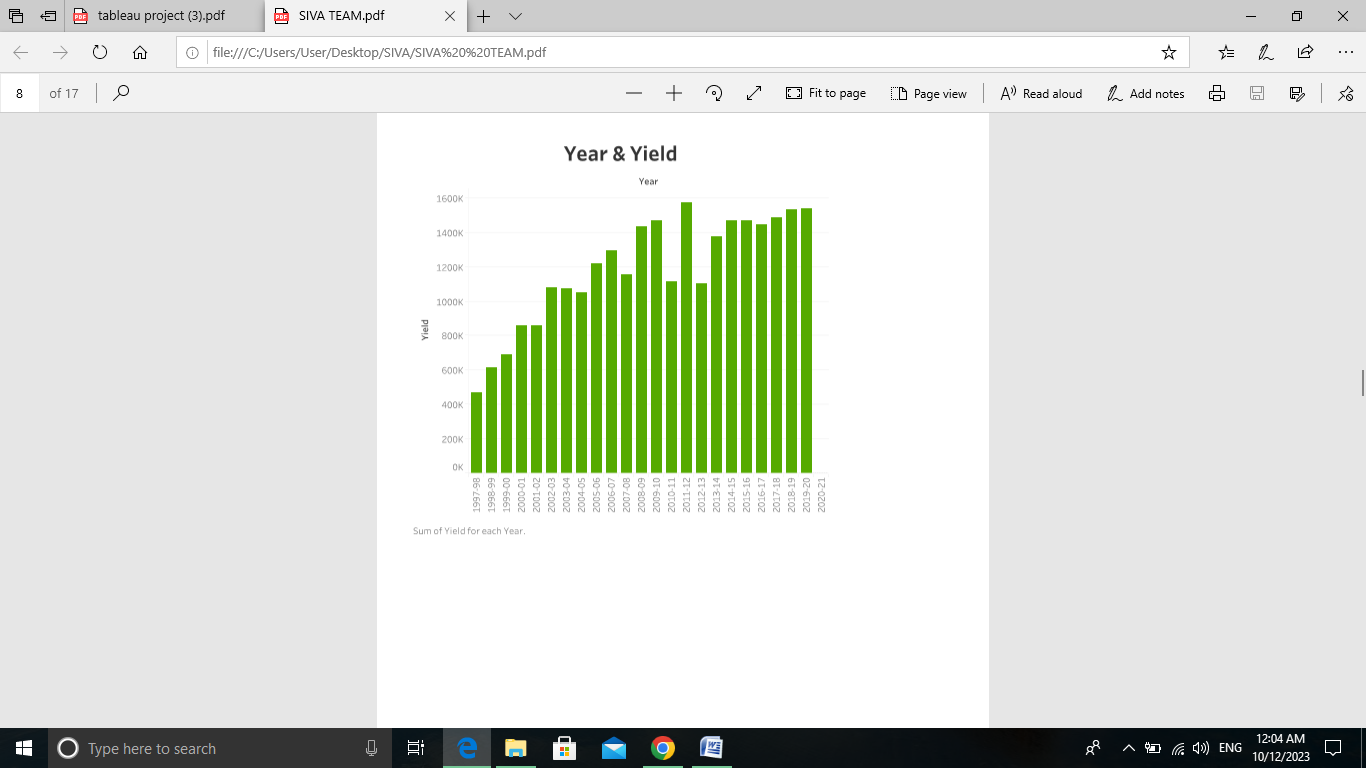 tableau project (3).pdf
SIVA TEAM.pdf
file:///C:/Users/User/Desktop/SIVA/SIVA%20%20TEAM.pdf
8 of 17 Fit to page Page view Read aloud Add notes
Year & Yield
Year
1600K
1400K
1200K
1000K
800K
600K
400K
200K
0K
Yield
1997-98
1998-99
1999-00
2000-01
2001-02
2002-03
2003-04
2004-05
2005-06
2006-07
2007-08
2008-09
2009-10
2010-11
2011-12
2012-13
2013-14
2014-15
2015-16
2016-17
2017-18
2018-19
2019-20
2020-21
Sum of Yield for each Year.
Type here to search
ENG
12:04 AM
10/12/2023